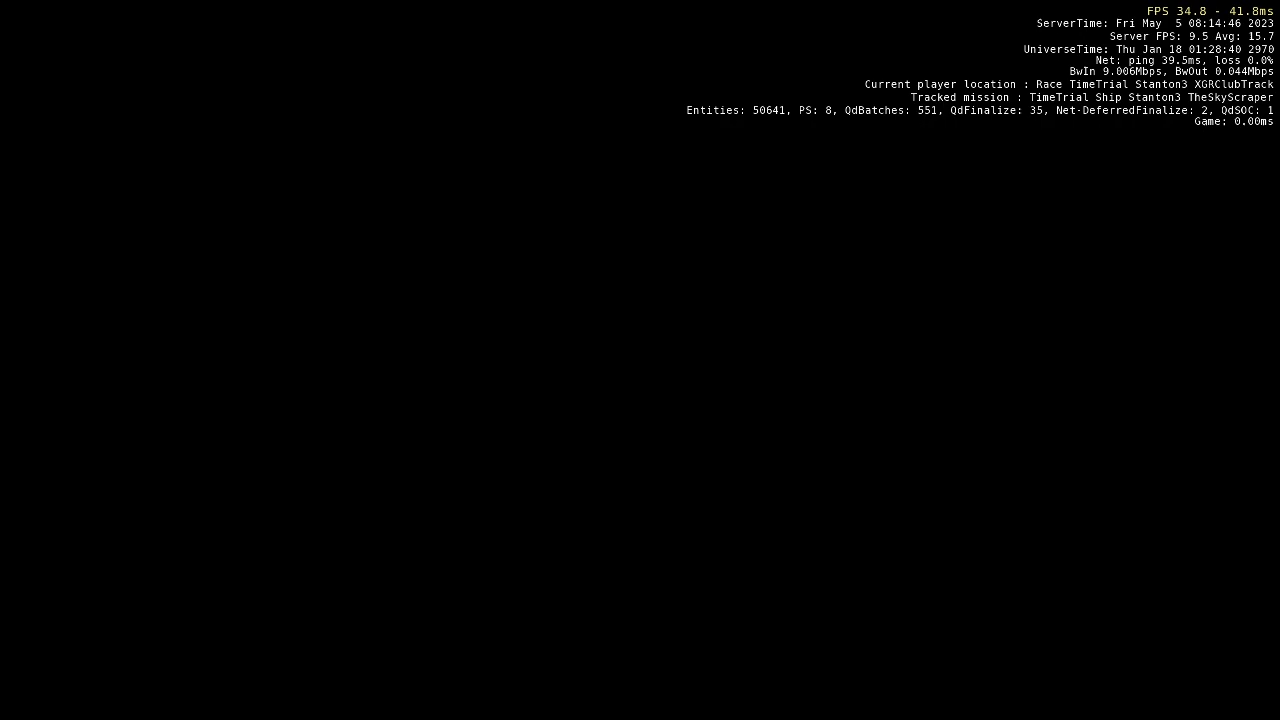 FPS 34.8 - 41.8ms
ServerTime: Fri May  5 08:14:46 2023
Server FPS: 9.5 Avg: 15.7
UniverseTime: Thu Jan 18 01:28:40 2970
Net: ping 39.5ms, loss 0.0%
BwIn 9.006Mbps, BwOut 0.044Mbps
Current player location : Race TimeTrial Stanton3 XGRClubTrack
Tracked mission : TimeTrial Ship Stanton3 TheSkyScraper
Entities: 50641, PS: 8, QdBatches: 551, QdFinalize: 35, Net-DeferredFinalize: 2, QdSOC: 1
Game: 0.00ms